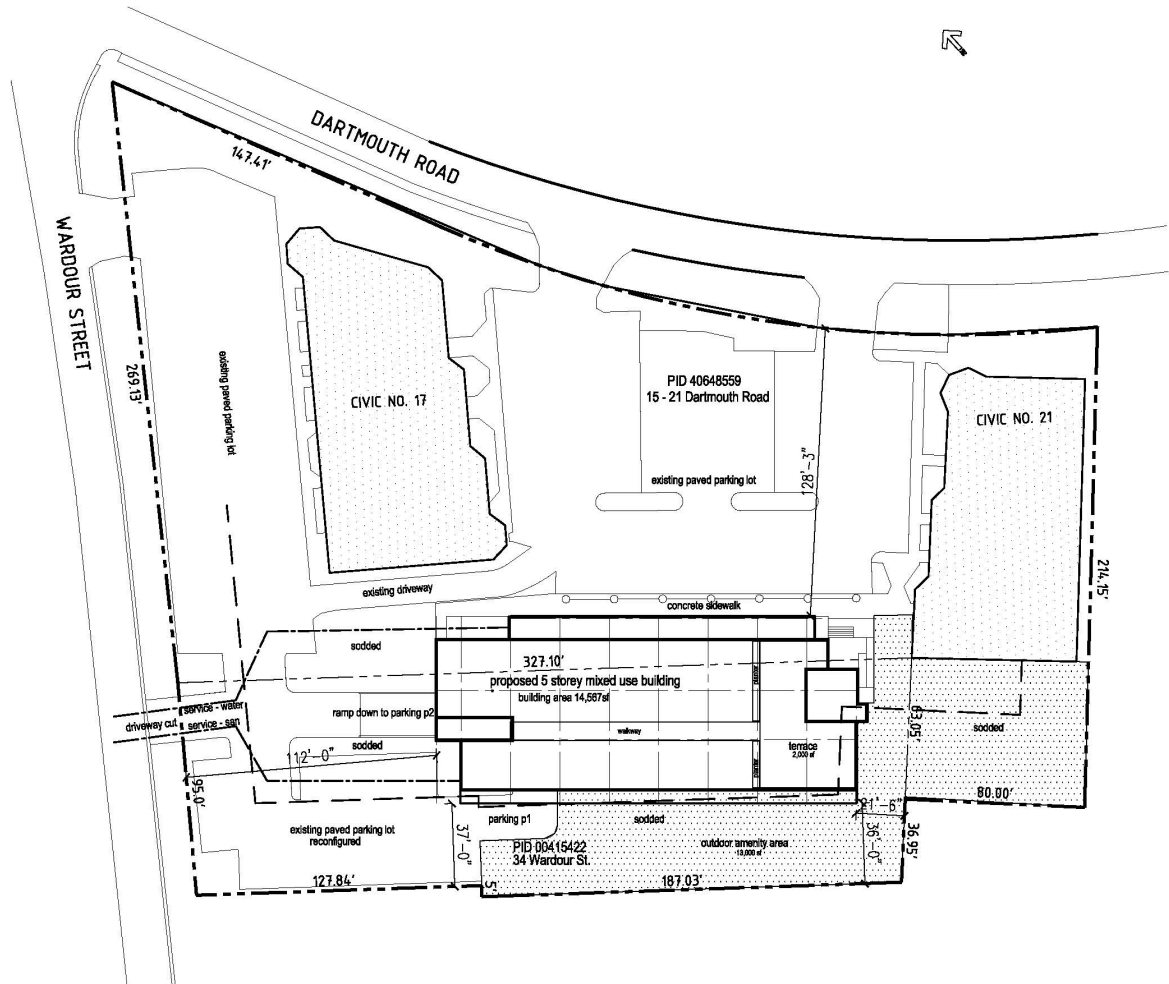 DARTMOUTH ROAD
147.41'
WARDOUR STREET
269.13'
existing paved parking lot
CIVIC NO. 17
PID 40648559
15 - 21 Dartmouth Road
CIVIC NO. 21
existing paved parking lot
128'-3"
214.15'
existing driveway
concrete sidewalk
sodded
327.10'
proposed 5 storey mixed use building
building area 14,567sf
planter
ramp down to parking p2
service - water
driveway cut
service - san
walkway
63.05'
sodded
sodded
terrace
2,000 sf
planter
112'-0"
95.0'
80.00'
21'-6"
parking p1
sodded
existing paved parking lot
reconfigured
37'-0"
PID 00415422
34 Wardour St.
outdoor amenity area
13,000 sf
36'-0"
36.95'
127.84'
5'
187.03'